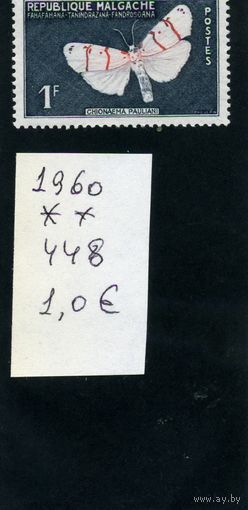 REPUBLIQUE MALGACHE
FAHAFAHANA-TANINDRAZANA-FANDROSOANA
POSTES
1F
CHIONAEMA PAULIANI
1960
**
448
1,0 €
www.ay.by